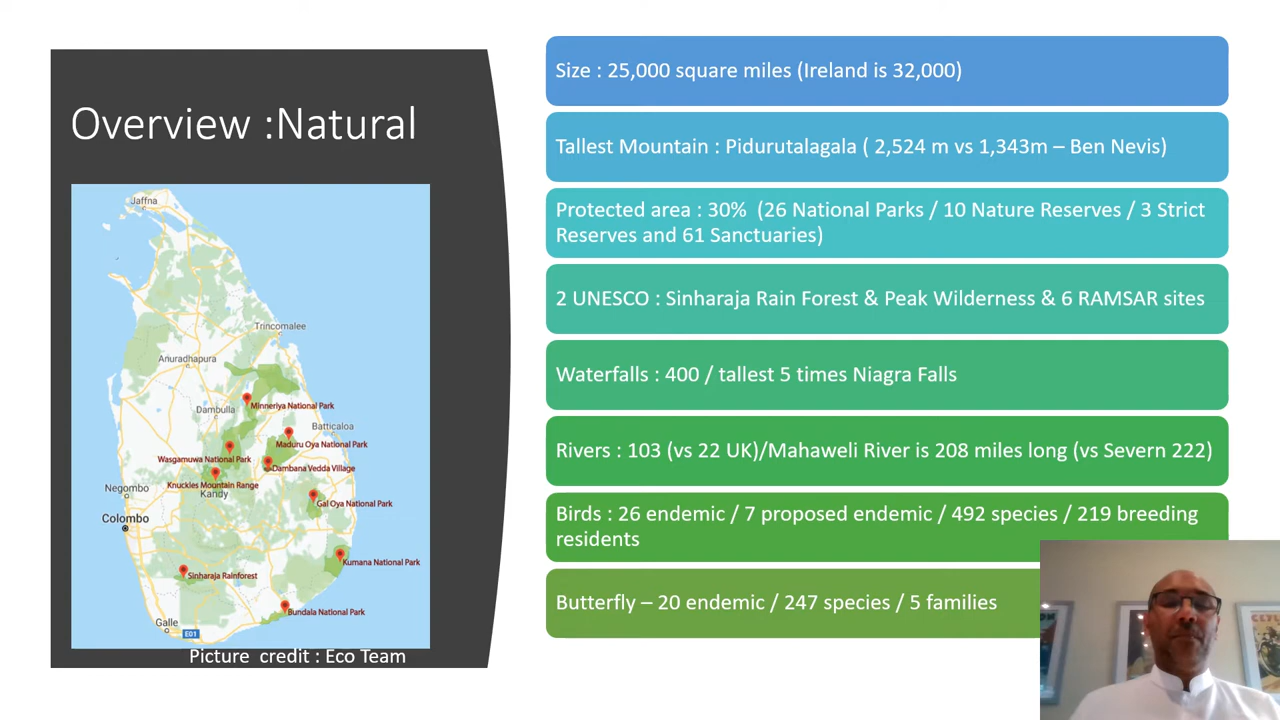 Overview :Natural
Jaffna
Trincomalee
Anuradhapura
Minneriya National Park
Dambulla
Batticaloa
Maduru Oya National Park
Wasgamuwa National Park
Dambana Vedda Village
Knuckles Mountain Range
Negombo
Kandy
Gal Oya National Park
Colombo
Kumana National Park
Sinharaja Rainforest
Bundala National Park
Galle
E01
Picture credit : Eco Team
Size : 25,000 square miles (Ireland is 32,000)
Tallest Mountain : Pidurutalagala ( 2,524 m vs 1,343m – Ben Nevis)
Protected area : 30% (26 National Parks / 10 Nature Reserves / 3 Strict
Reserves and 61 Sanctuaries)
2 UNESCO : Sinharaja Rain Forest & Peak Wilderness & 6 RAMSAR sites
Waterfalls : 400 / tallest 5 times Niagra Falls
Rivers : 103 (vs 22 UK)/Mahaweli River is 208 miles long (vs Severn 222)
Birds : 26 endemic / 7 proposed endemic / 492 species / 219 breeding
residents
Butterfly – 20 endemic / 247 species / 5 families